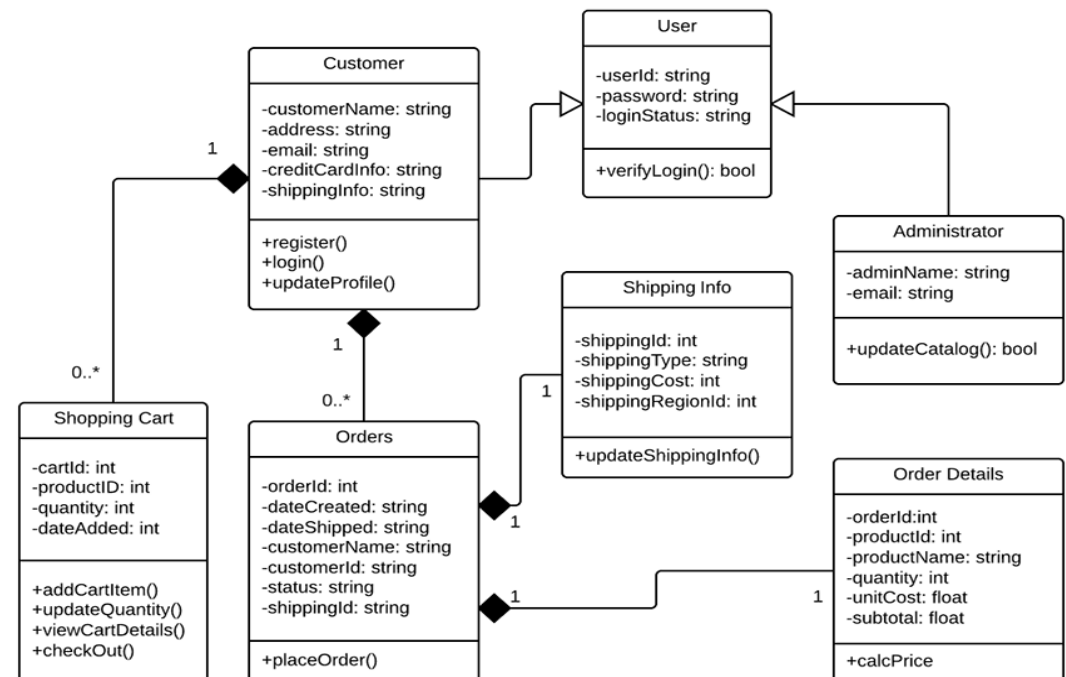 User
-userId: string
-password: string
-loginStatus: string
+verifyLogin(): bool
Customer
-customerName: string
-address: string
-email: string
-creditCardInfo: string
-shippingInfo: string
+register()
+login()
+updateProfile()
1
0..*
1
0..*
Administrator
-adminName: string
-email: string
+updateCatalog(): bool
Shipping Info
-shippingId: int
-shippingType: string
-shippingCost: int
-shippingRegionId: int
+updateShippingInfo()
1
1
Shopping Cart
-cartId: int
-productID: int
-quantity: int
-dateAdded: int
+addCartItem()
+updateQuantity()
+viewCartDetails()
+checkOut()
Orders
-orderId: int
-dateCreated: string
-dateShipped: string
-customerName: string
-customerId: string
-status: string
-shippingId: string
+placeOrder()
1
1
Order Details
-orderId:int
-productId: int
-productName: string
-quantity: int
-unitCost: float
-subtotal: float
+calcPrice